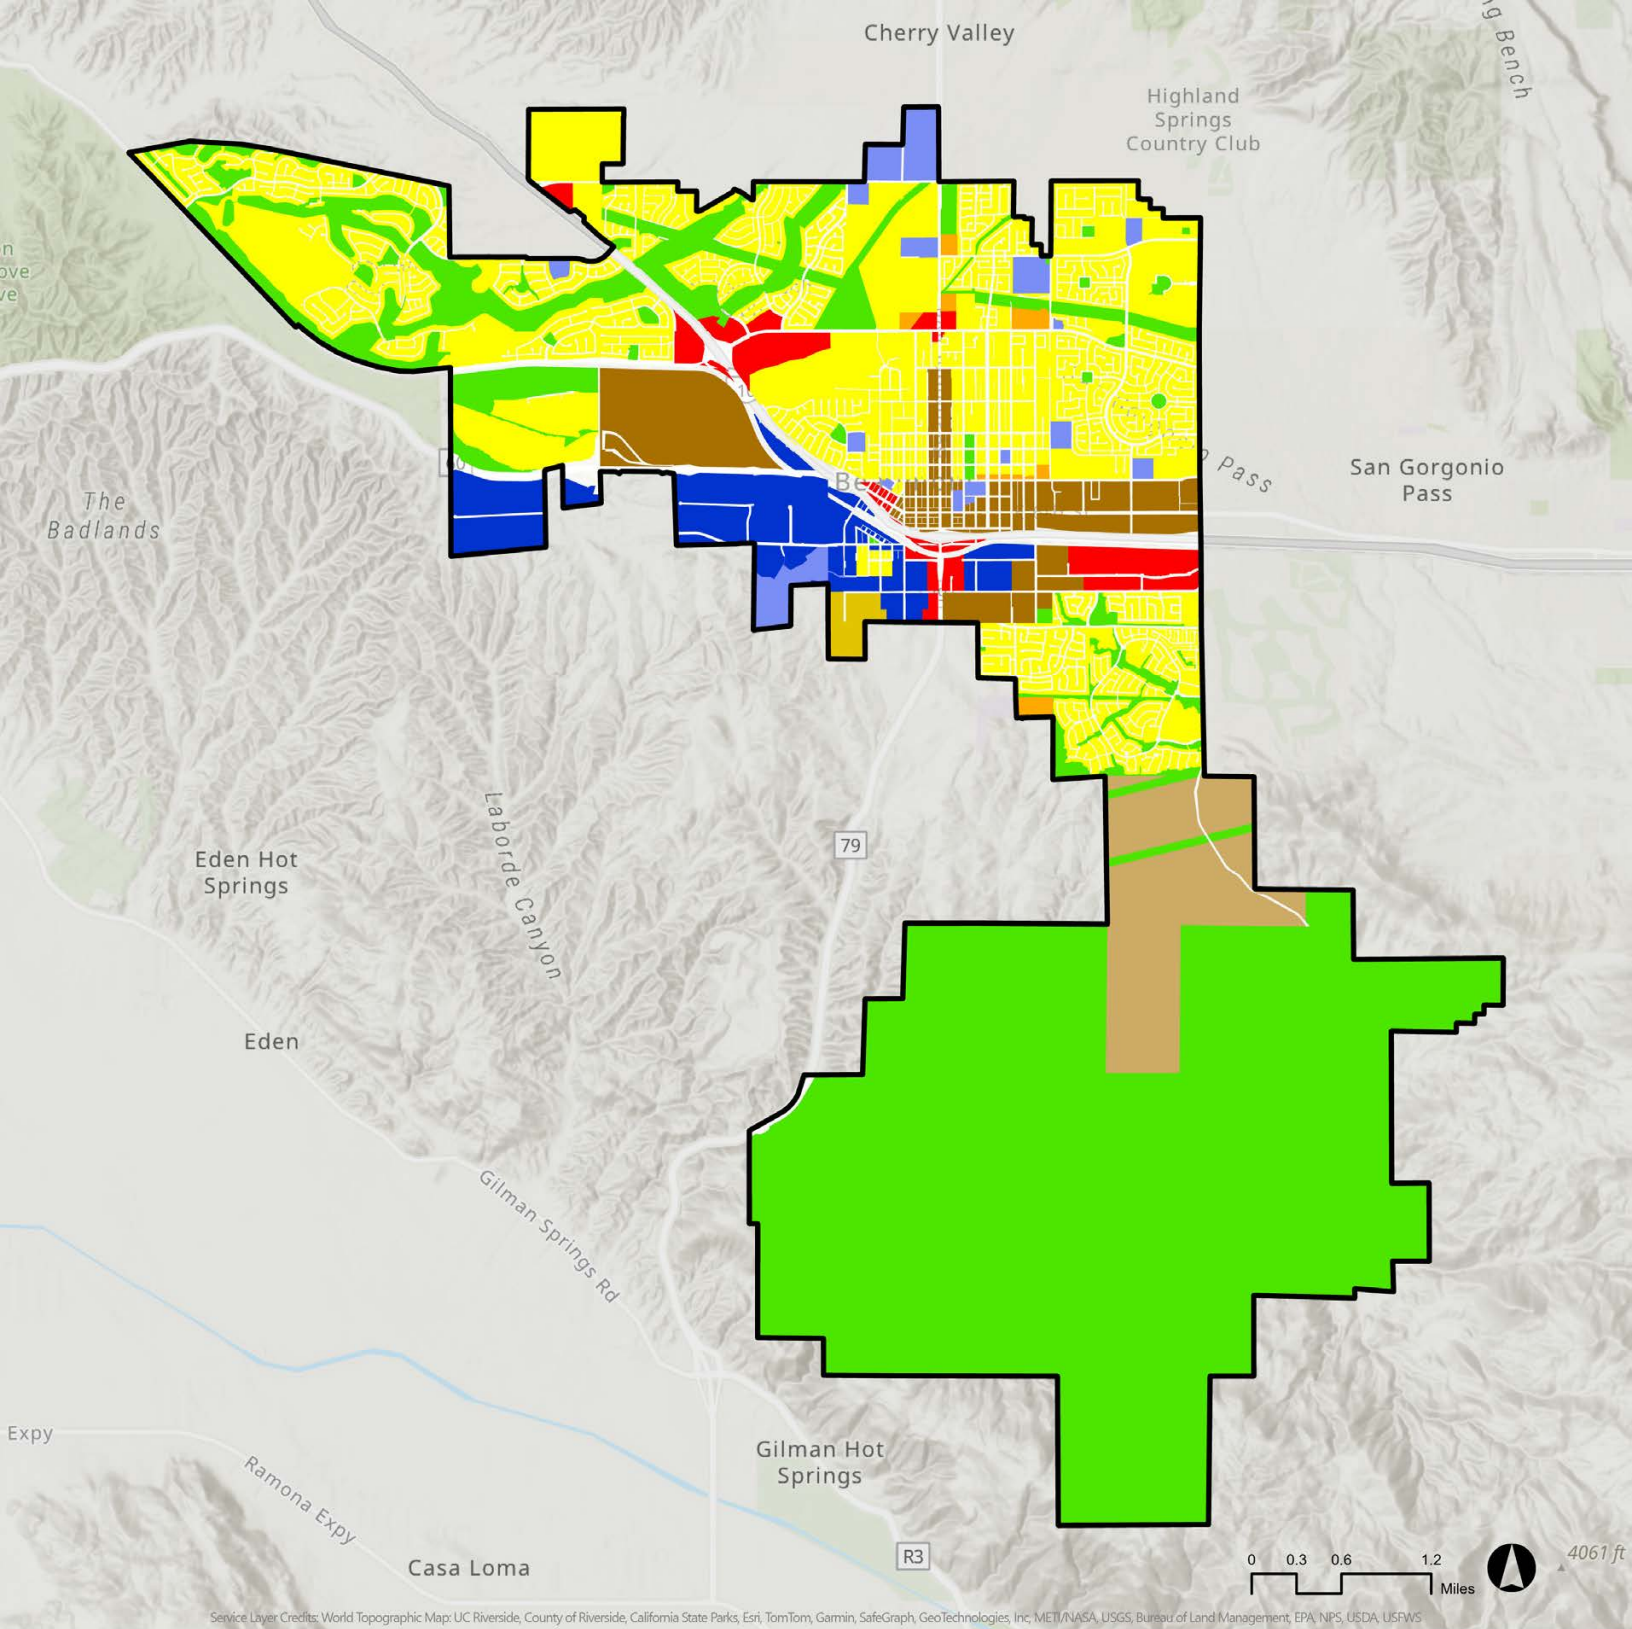 Cherry Valley
Highland
Springs
Country Club
Bench
Pass
San Gorgonio
Pass
The
Badlands
79
Eden Hot
Springs
Laborde Canyon
Eden
Gilman Springs Rd
Expy
Ramona Expy
Gilman Hot
Springs
Casa Loma
R3
4061 ft
0 0.3 0.6 1.2
Miles
Service Layer Credits: World Topographic Map: UC Riverside, County of Riverside, California State Parks, Esri, TomTom, Garmin, SafeGraph, GeoTechnologies, Inc, METI/NASA, USGS, Bureau of Land Management, EPA, NPS, USDA, USFWS